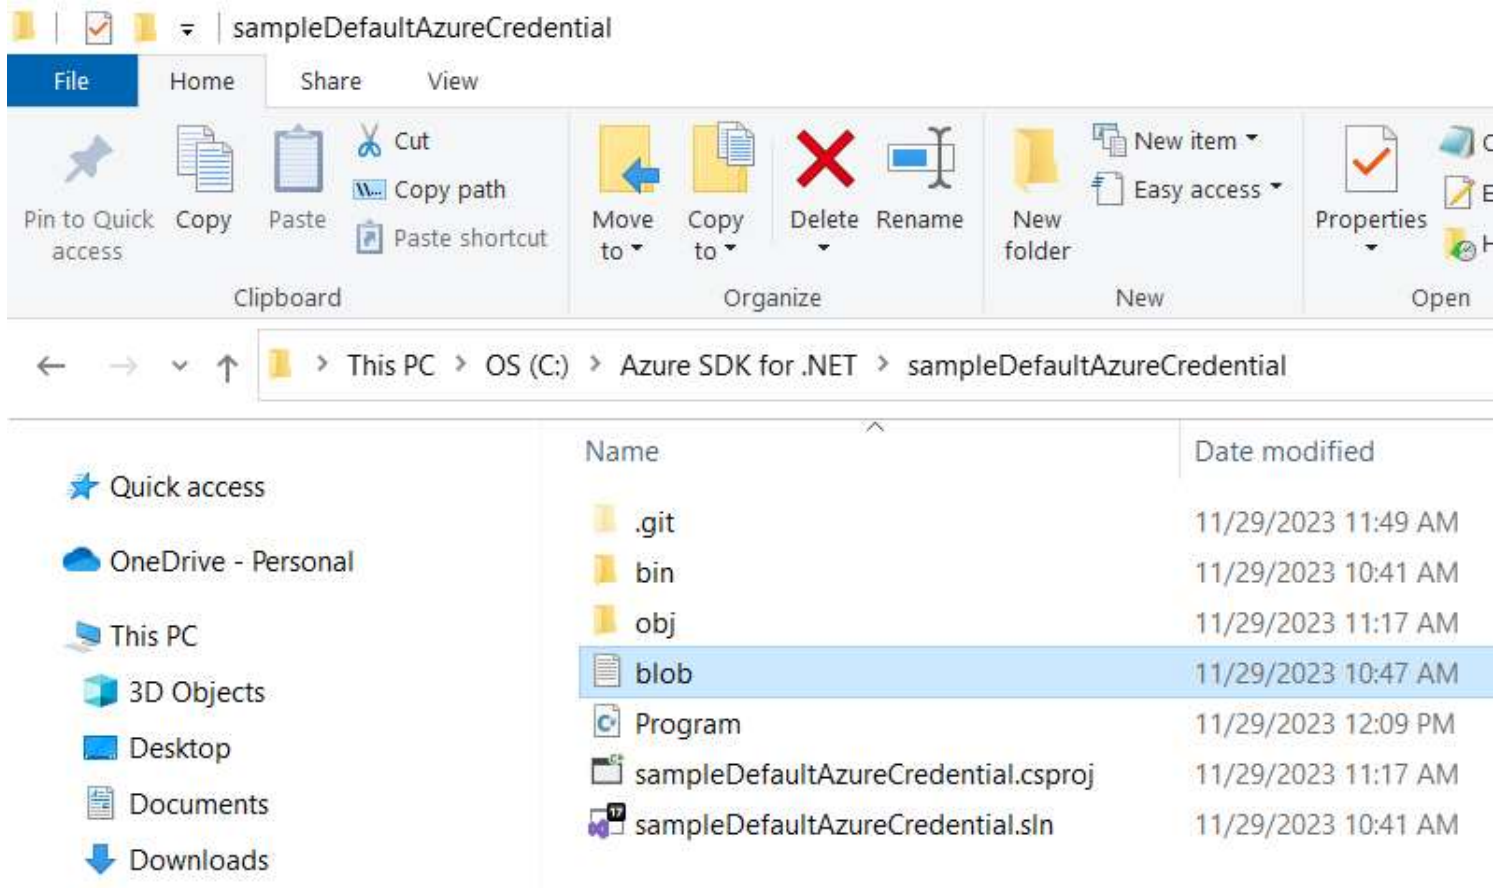 sampleDefaultAzureCredential
File Home Share View
Pin to Quick access
Copy
Paste
Cut
Copy path
Paste shortcut
Clipboard
Move to
Copy to
Delete
Rename
Organize
New folder
New item
Easy access
New
Properties
Open
This PC > OS (C:) > Azure SDK for .NET > sampleDefaultAzureCredential
Quick access
OneDrive - Personal
This PC
3D Objects
Desktop
Documents
Downloads
Name Date modified
.git 11/29/2023 11:49 AM
bin 11/29/2023 10:41 AM
obj 11/29/2023 11:17 AM
blob 11/29/2023 10:47 AM
Program 11/29/2023 12:09 PM
sampleDefaultAzureCredential.csproj 11/29/2023 11:17 AM
sampleDefaultAzureCredential.sln 11/29/2023 10:41 AM